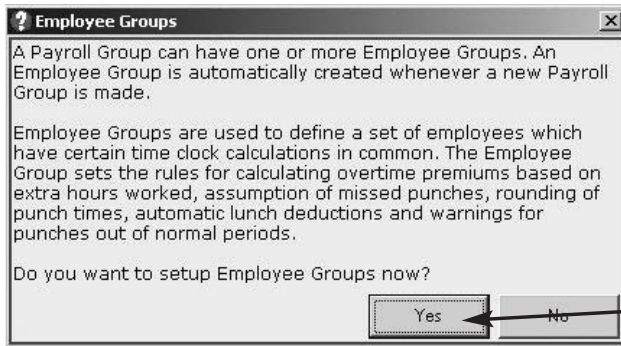 ? Employee Groups
A Payroll Group can have one or more Employee Groups. An
Employee Group is automatically created whenever a new Payroll
Group is made.
Employee Groups are used to define a set of employees which
have certain time clock calculations in common. The Employee
Group sets the rules for calculating overtime premiums based on
extra hours worked, assumption of missed punches, rounding of
punch times, automatic lunch deductions and warnings for
punches out of normal periods.
Do you want to setup Employee Groups now?
Yes No